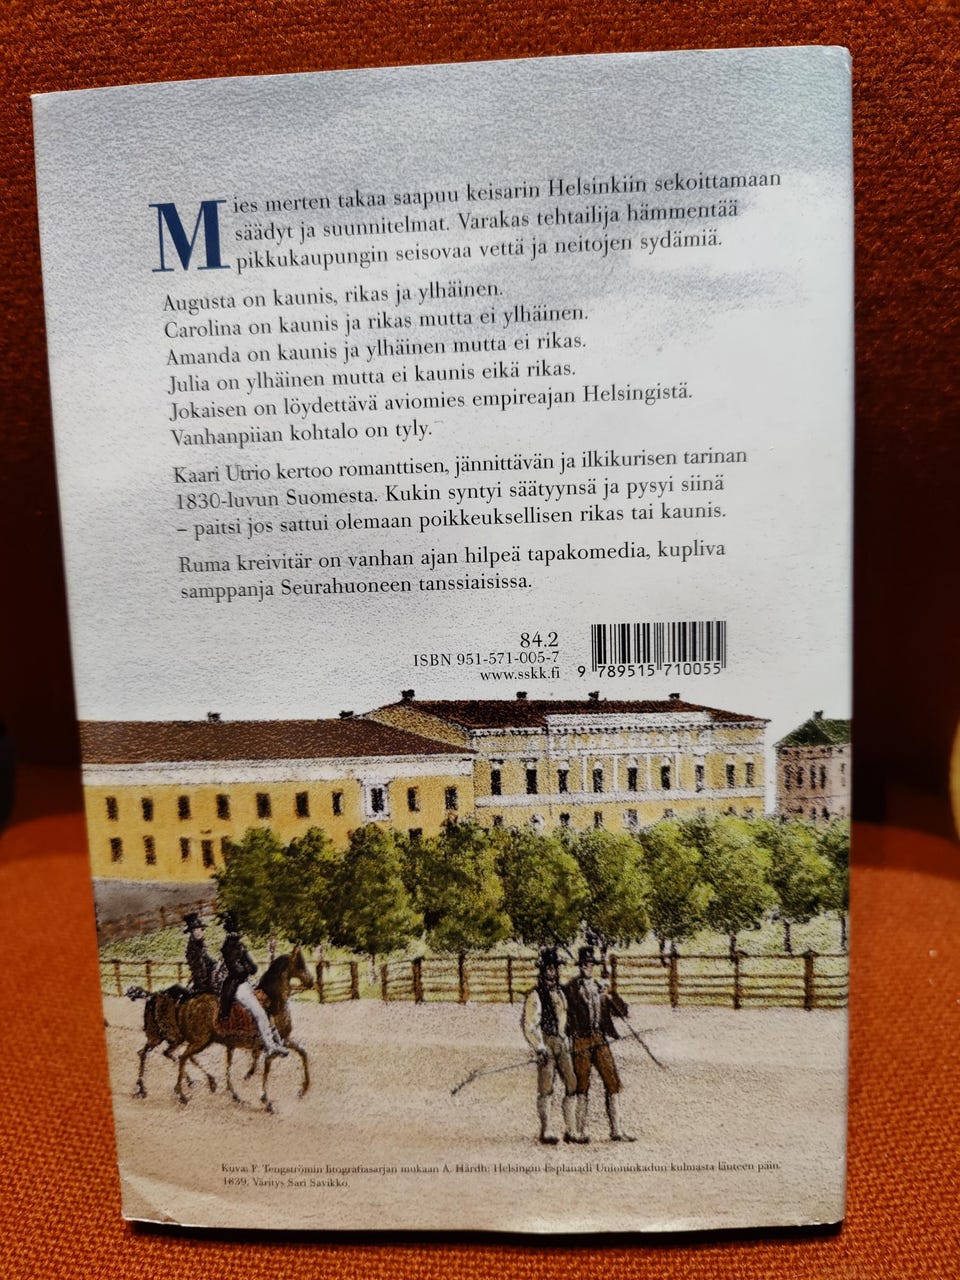 Mies merten takaa saapuu keisarin Helsinkiin sekoittamaan
säädyt ja suunnitelmat. Varakas tehtailija hämmentää
pikkukaupungin seisovaa vettä ja neitojen sydämiä.
Augusta on kaunis, rikas ja ylhäinen.
Carolina on kaunis ja rikas mutta ei ylhäinen.
Amanda on kaunis ja ylhäinen mutta ei rikas.
Julia on ylhäinen mutta ei kaunis eikä rikas.
Jokaisen on löydettävä aviomies empireajan Helsingistä.
Vanhanpiian kohtalo on tyly.
Kaari Utrio kertoo romanttisen, jännittävän ja ilkikurisen tarinan
1830-luvun Suomesta. Kukin syntyi säätyynsä ja pysyi siinä
– paitsi jos sattui olemaan poikkeuksellisen rikas tai kaunis.
Ruma kreivitär on vanhan ajan hilpeä tapakomedia, kupliva
samppanja Seurahuoneen tanssiaisissa.
84.2
ISBN 951-571-005-7
www.sskk.fi
9 789515 710055
Kuva: F. Tengströmin litografiasarjan mukaan A. Hårdh: Helsingin Esplanadi Unioninkadun kulmasta länteen päin.
1839. Väritys Sari Savikko.